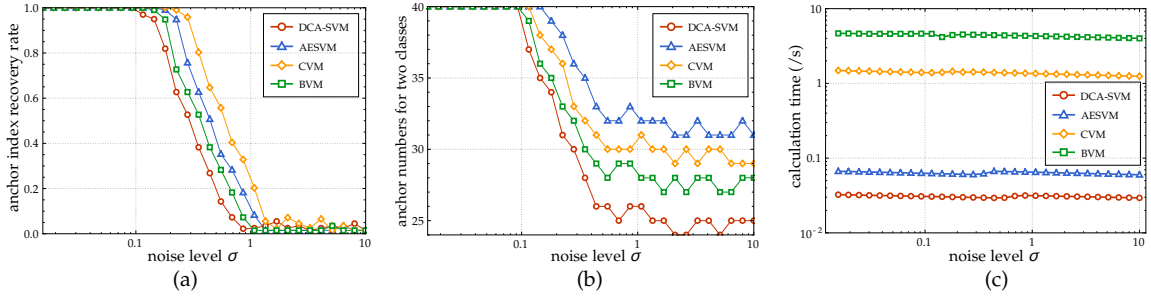 anchor index recovery rate
1.0
0.8
0.6
0.4
0.2
0.0
0.1
1
10
noise level σ
DCA-SVM
AESVM
CVM
BVM
(a)
anchor numbers for two classes
40
35
30
25
0.1
1
10
noise level σ
DCA-SVM
AESVM
CVM
BVM
(b)
calculation time (/s)
10
1
0.1
10⁻²
0.1
1
10
noise level σ
DCA-SVM
AESVM
CVM
BVM
(c)